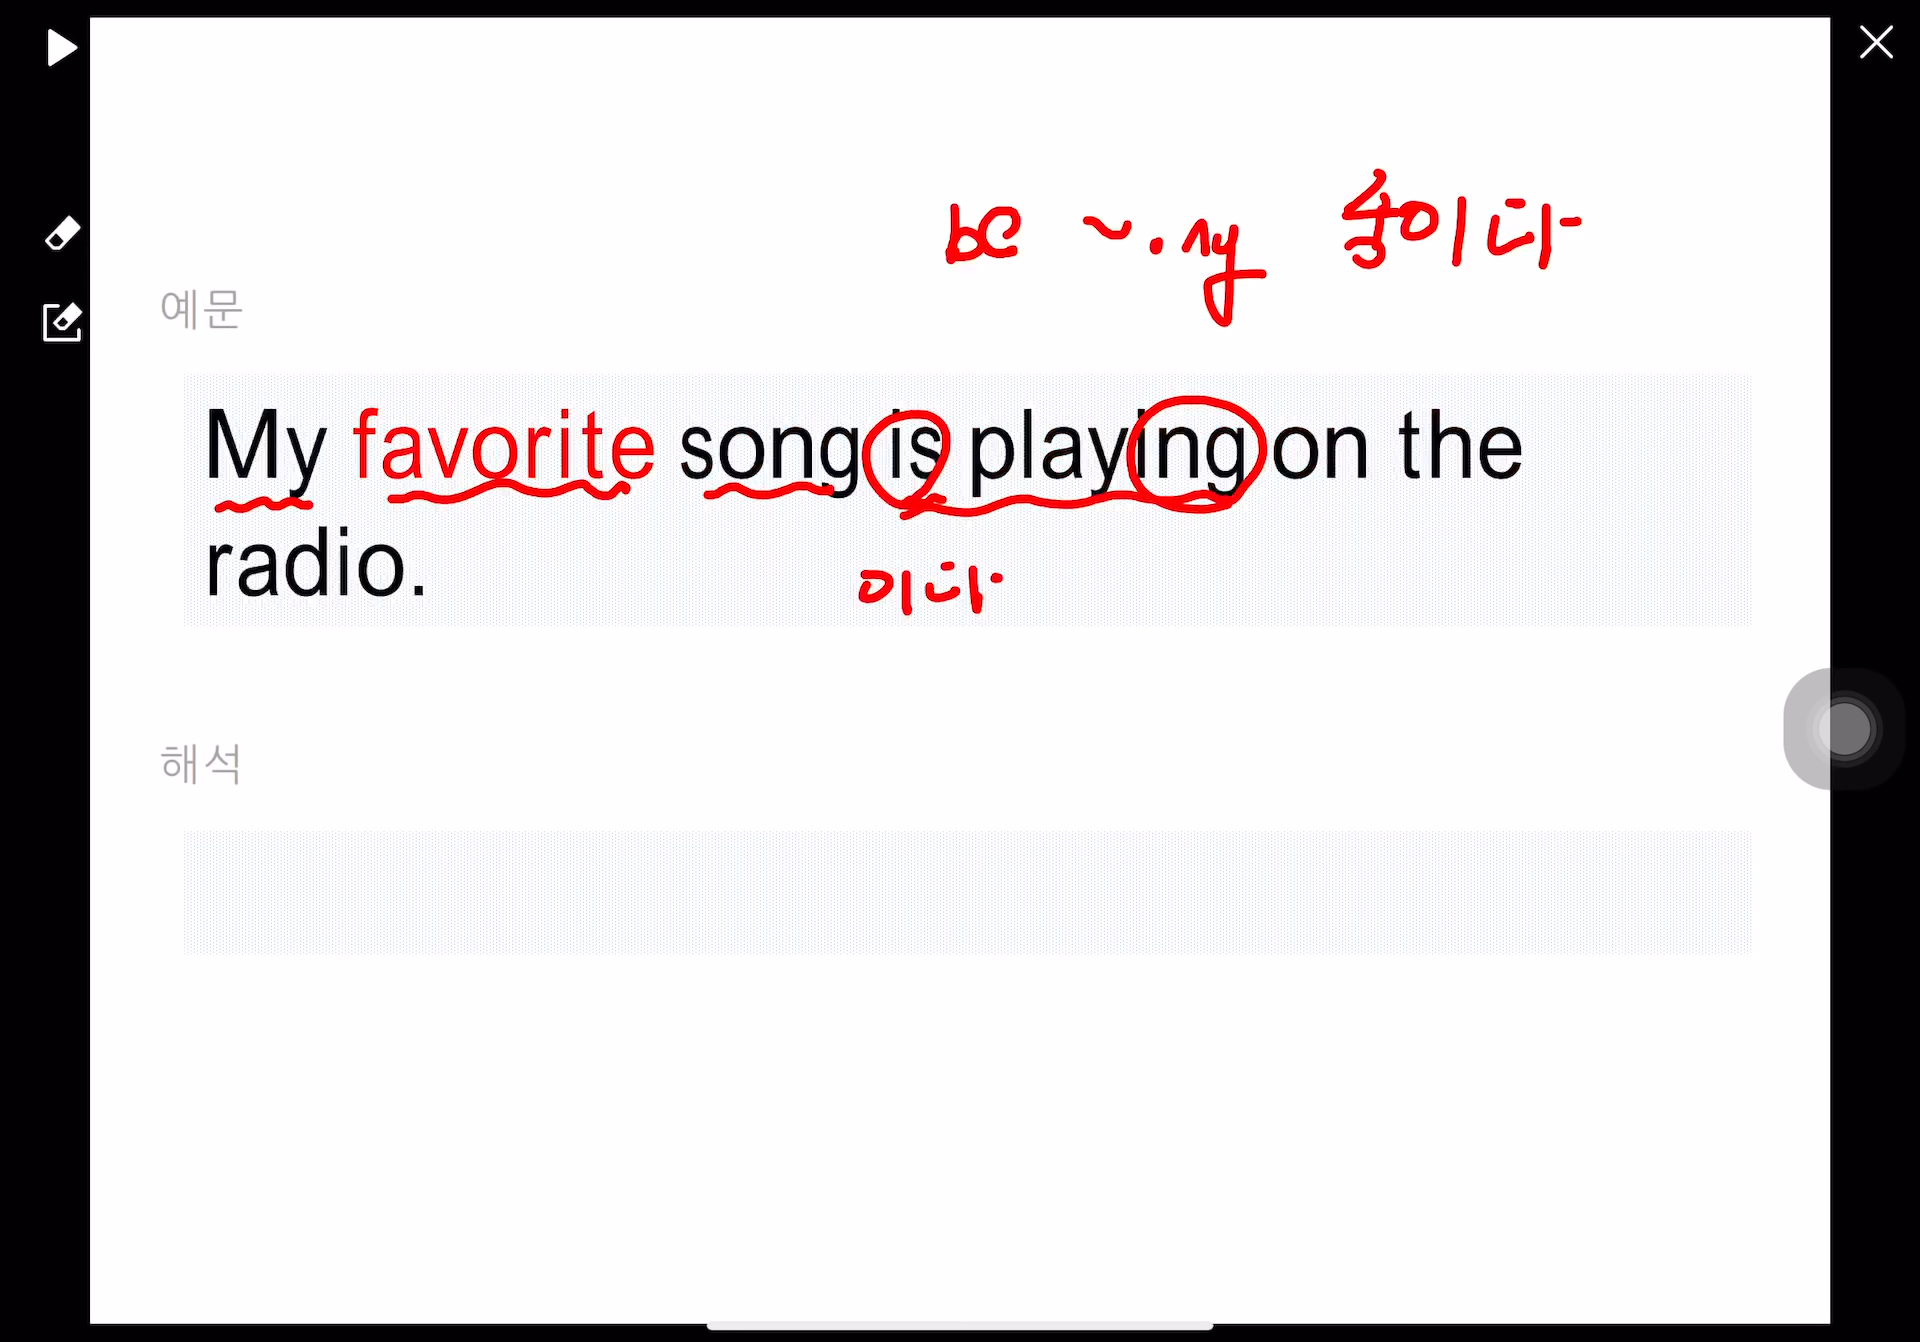 be ~ing 중이다
예문
My favorite song is playing on the
radio.
이다
해석